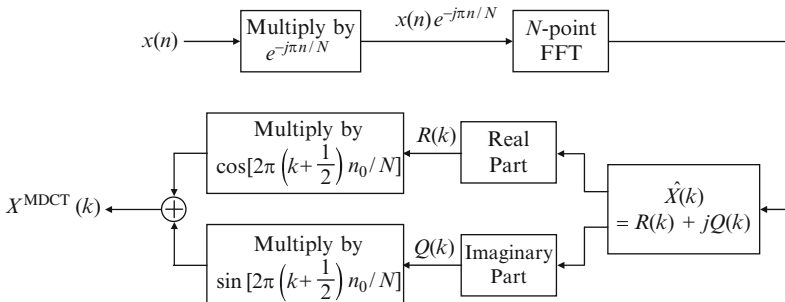 x(n)
Multiply by
e^{-jπn/N}
x(n) e^{-jπn/N}
N-point
FFT
Multiply by
cos[2π (k+1/2) n_0/N]
R(k)
Real
Part
X̂(k)
= R(k) + jQ(k)
X^{MDCT} (k)
+
Multiply by
sin [2π (k+1/2) n_0/N]
Q(k)
Imaginary
Part